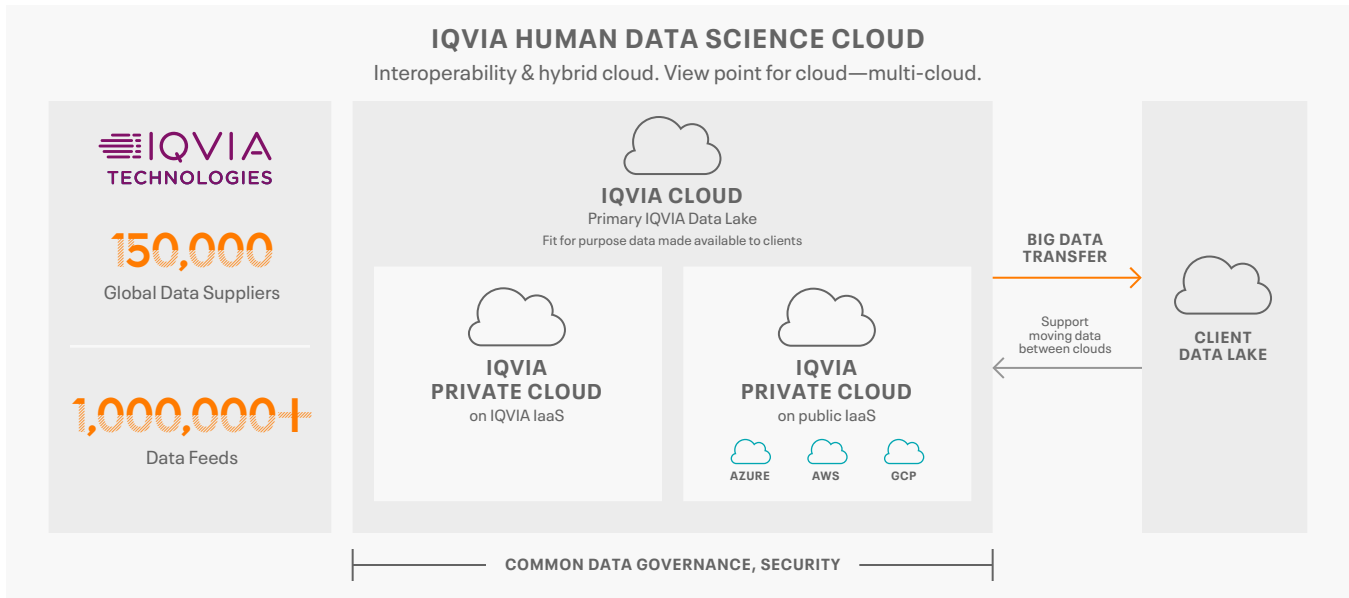 IQVIA HUMAN DATA SCIENCE CLOUD
Interoperability & hybrid cloud. View point for cloud—multi-cloud.
IQVIA
TECHNOLOGIES
150,000
Global Data Suppliers
1,000,000+
Data Feeds
IQVIA CLOUD
Primary IQVIA Data Lake
Fit for purpose data made available to clients
IQVIA
PRIVATE CLOUD
on IQVIA IaaS
IQVIA
PRIVATE CLOUD
on public IaaS
AZURE
AWS
GCP
BIG DATA
TRANSFER
Support
moving data
between clouds
CLIENT
DATA LAKE
COMMON DATA GOVERNANCE, SECURITY